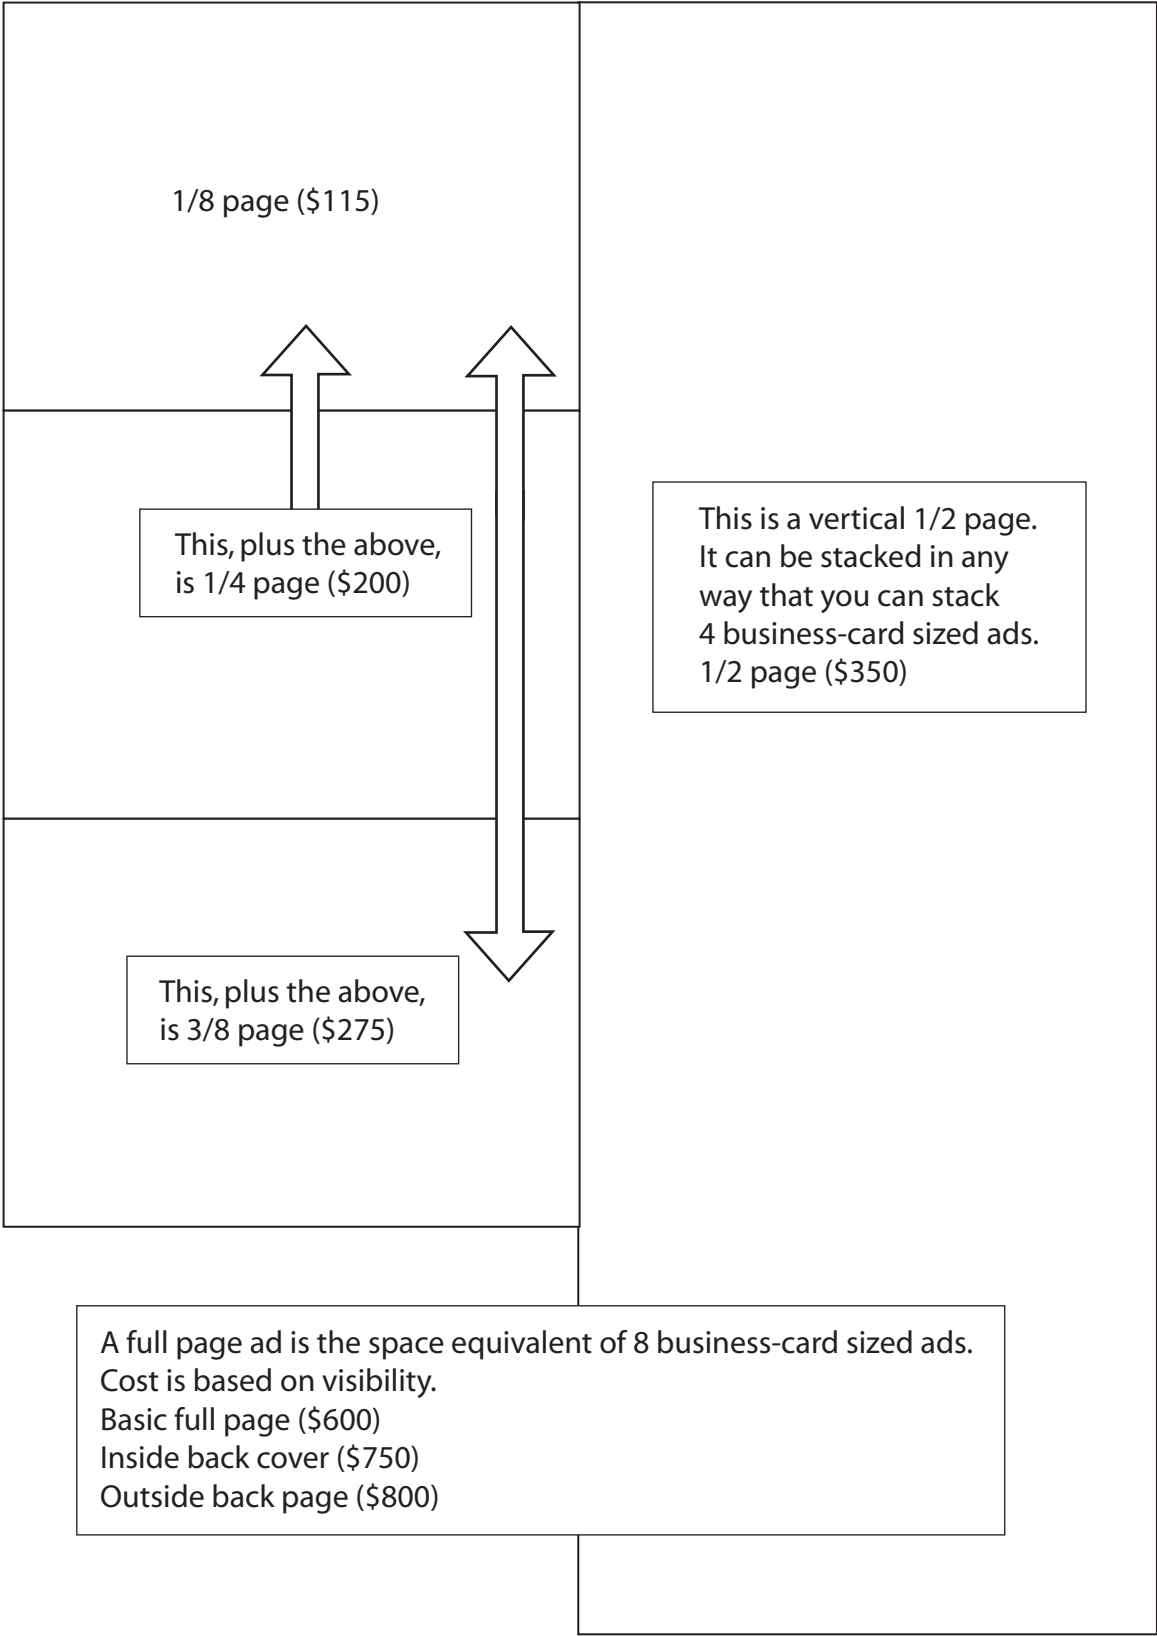 1/8 page ($115)
This, plus the above,
is 1/4 page ($200)
This is a vertical 1/2 page.
It can be stacked in any
way that you can stack
4 business-card sized ads.
1/2 page ($350)
This, plus the above,
is 3/8 page ($275)
A full page ad is the space equivalent of 8 business-card sized ads.
Cost is based on visibility.
Basic full page ($600)
Inside back cover ($750)
Outside back page ($800)